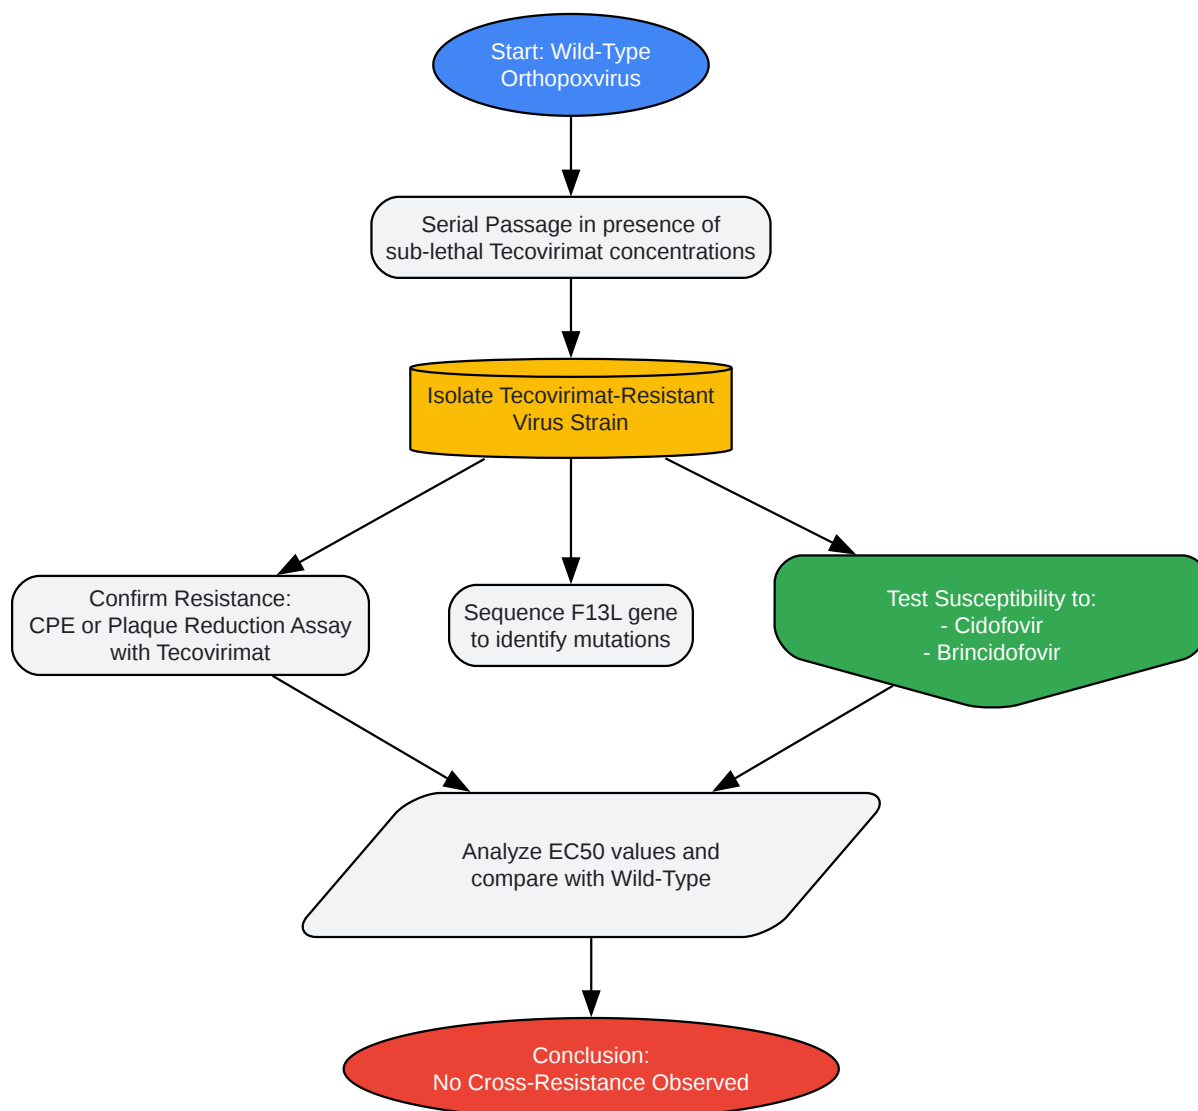 Start: Wild-Type
Orthopoxvirus
Serial Passage in presence of
sub-lethal Tecovirimat concentrations
Isolate Tecovirimat-Resistant
Virus Strain
Confirm Resistance:
CPE or Plaque Reduction Assay
with Tecovirimat
Sequence F13L gene
to identify mutations
Test Susceptibility to:
- Cidofovir
- Brincidofovir
Analyze EC50 values and
compare with Wild-Type
Conclusion:
No Cross-Resistance Observed